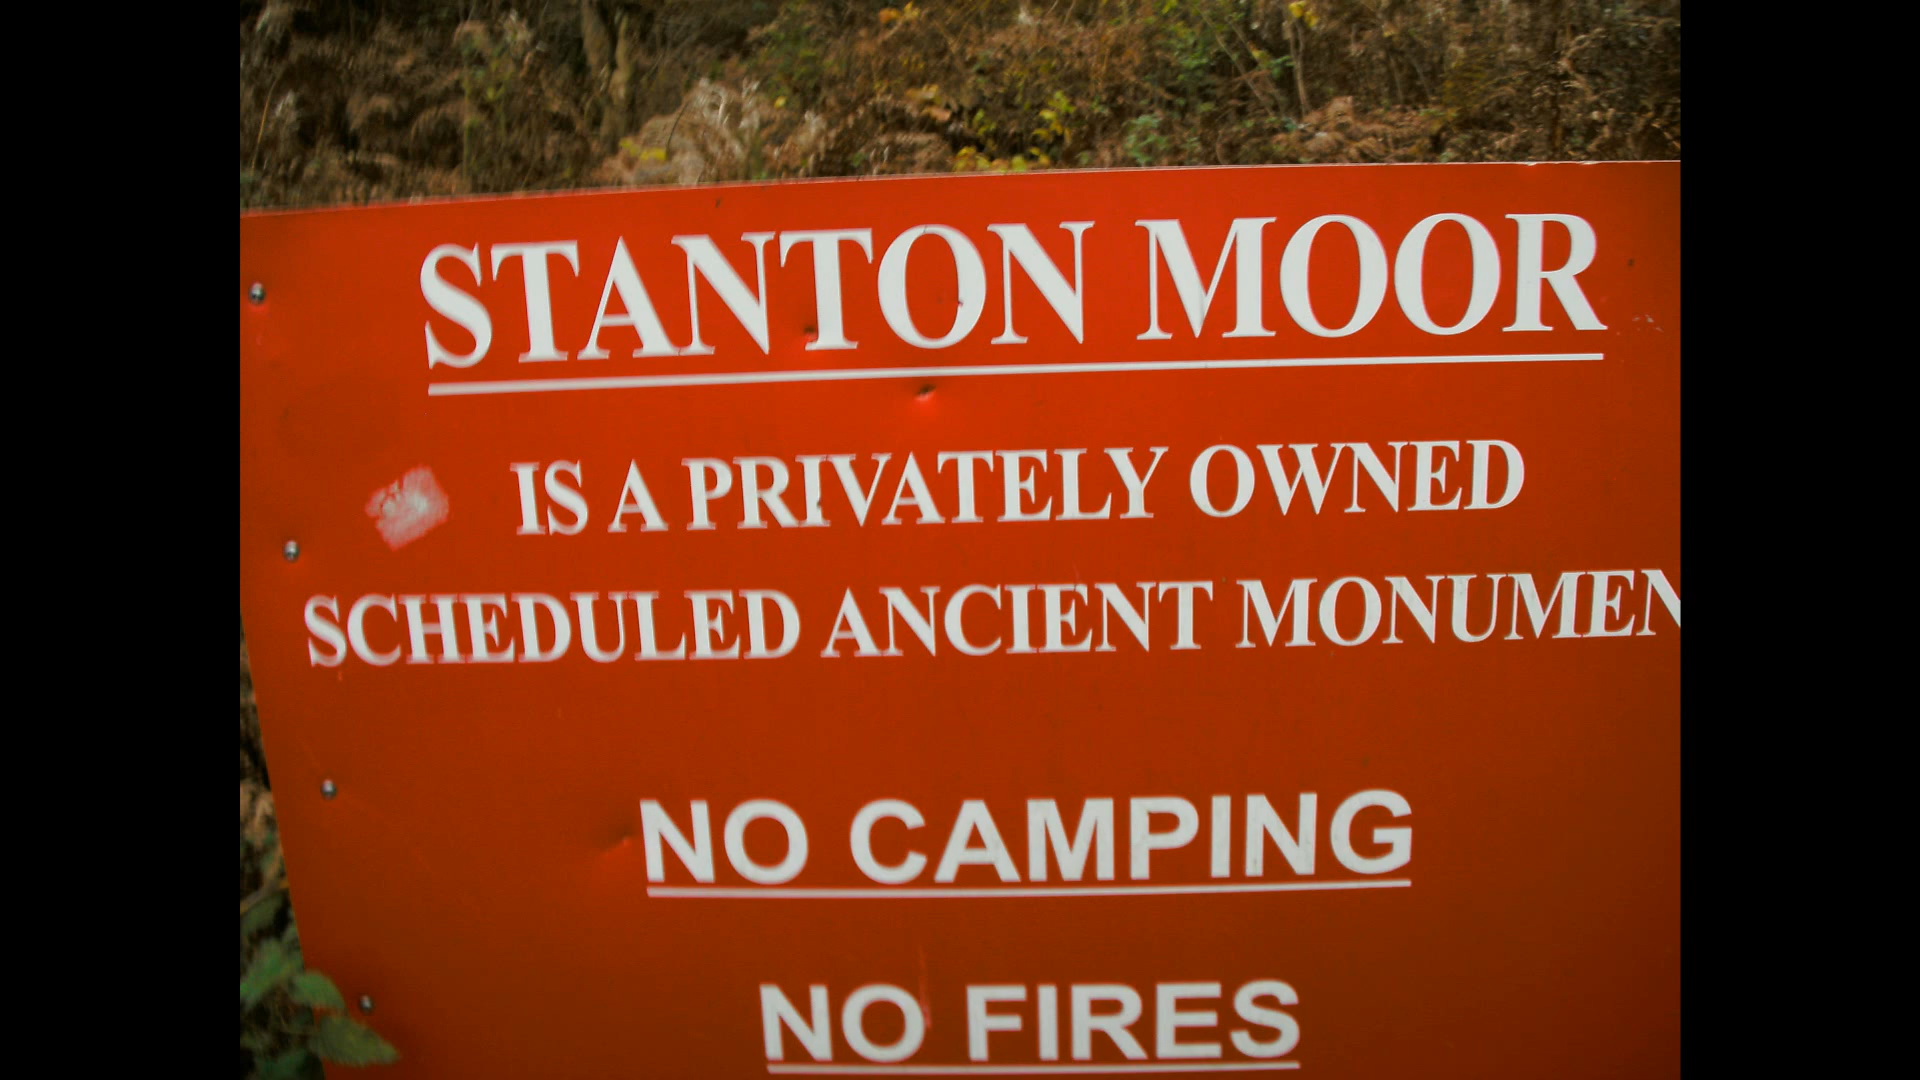 STANTON MOOR
IS A PRIVATELY OWNED
SCHEDULED ANCIENT MONUMEN
NO CAMPING
NO FIRES